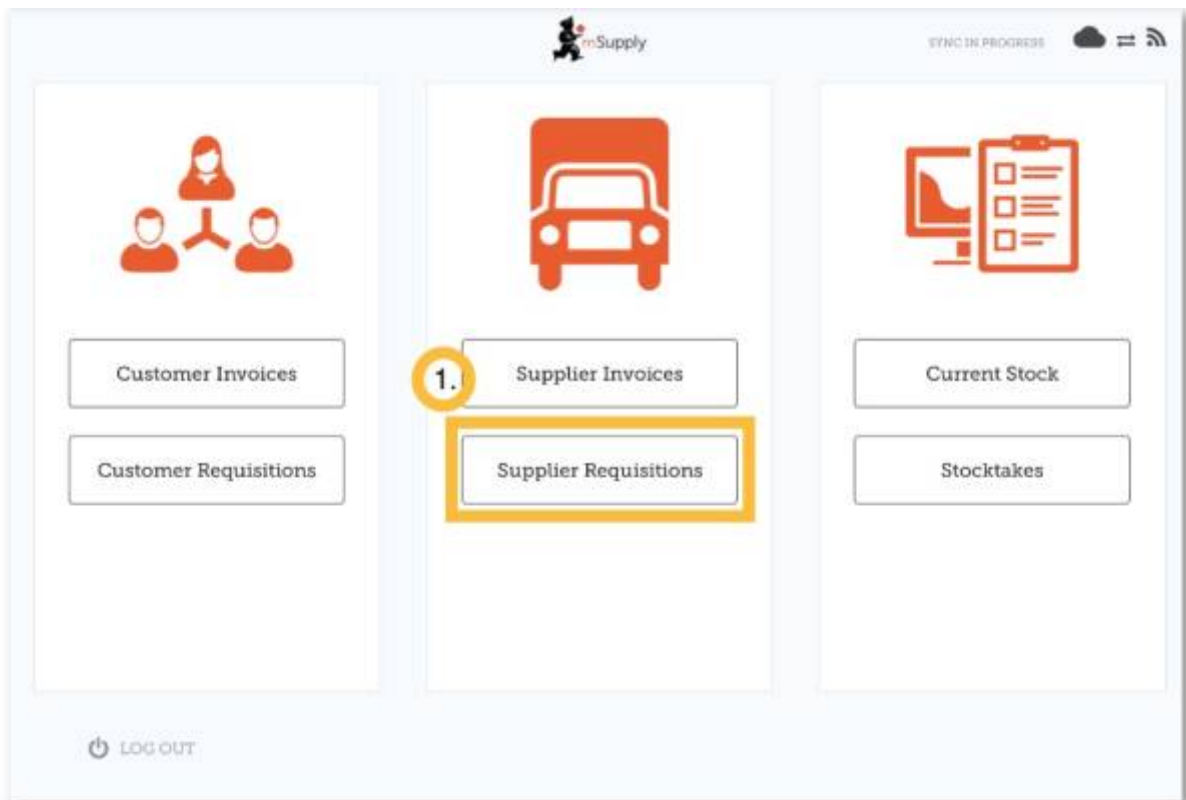 mSupply
SYNC IN PROGRESS
Customer Invoices
1.
Supplier Invoices
Current Stock
Customer Requisitions
Supplier Requisitions
Stocktakes
LOG OUT